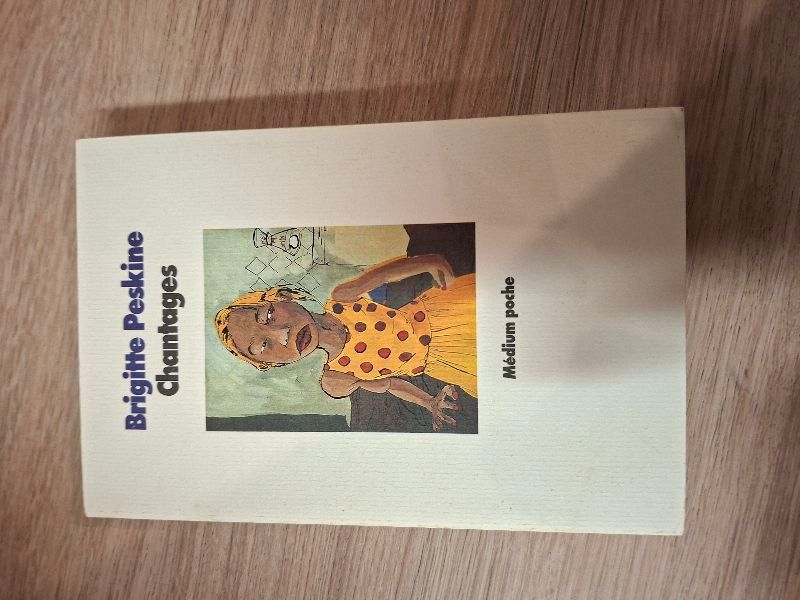 Brigitte Peskine
Chantages
Médium poche